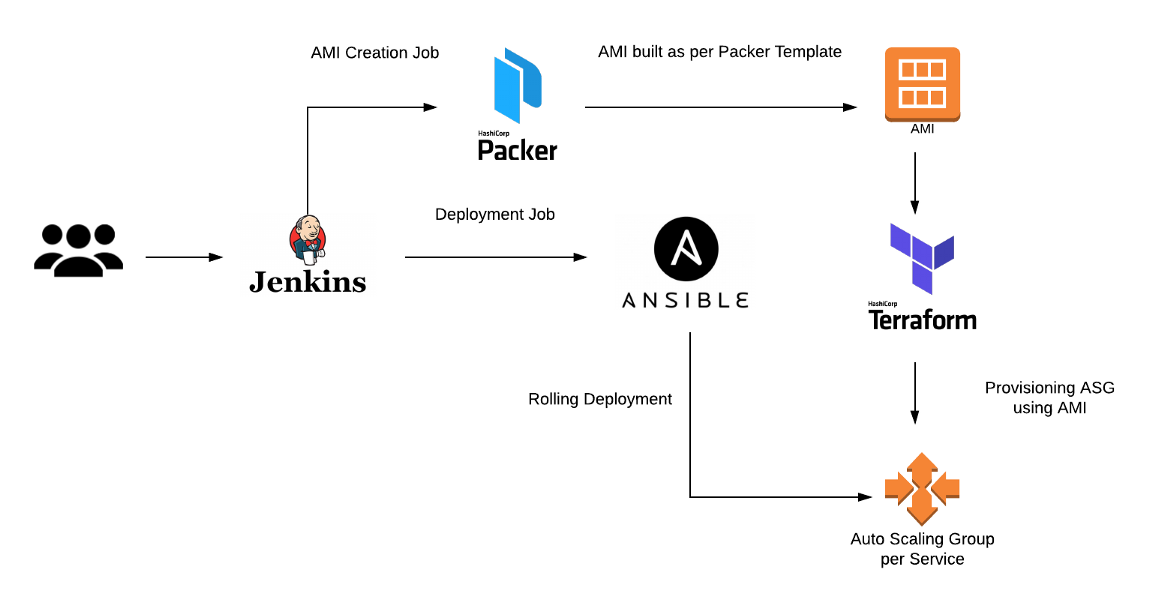 AMI Creation Job
AMI built as per Packer Template
HashiCorp
Packer
AMI
Deployment Job
Jenkins
ANSIBLE
HashiCorp
Terraform
Rolling Deployment
Provisioning ASG
using AMI
Auto Scaling Group
per Service